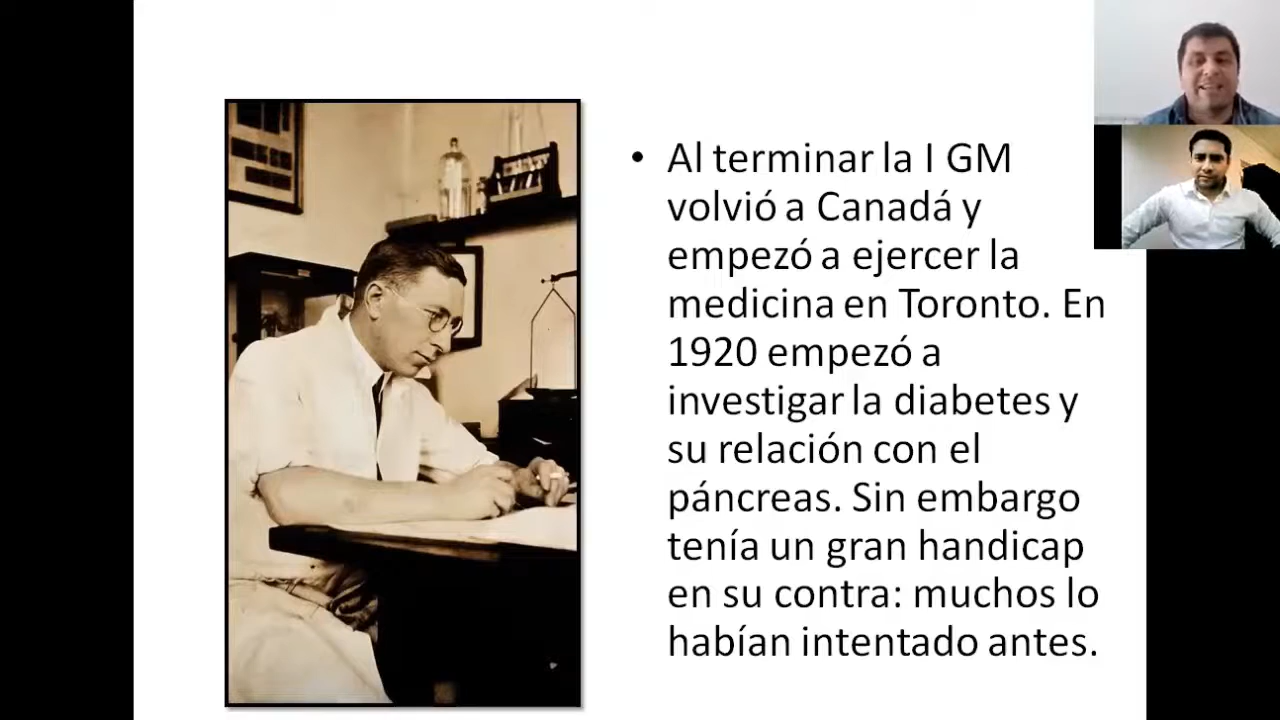 • Al terminar la I GM
volvió a Canadá y
empezó a ejercer la
medicina en Toronto. En
1920 empezó a
investigar la diabetes y
su relación con el
páncreas. Sin embargo
tenía un gran handicap
en su contra: muchos lo
habían intentado antes.